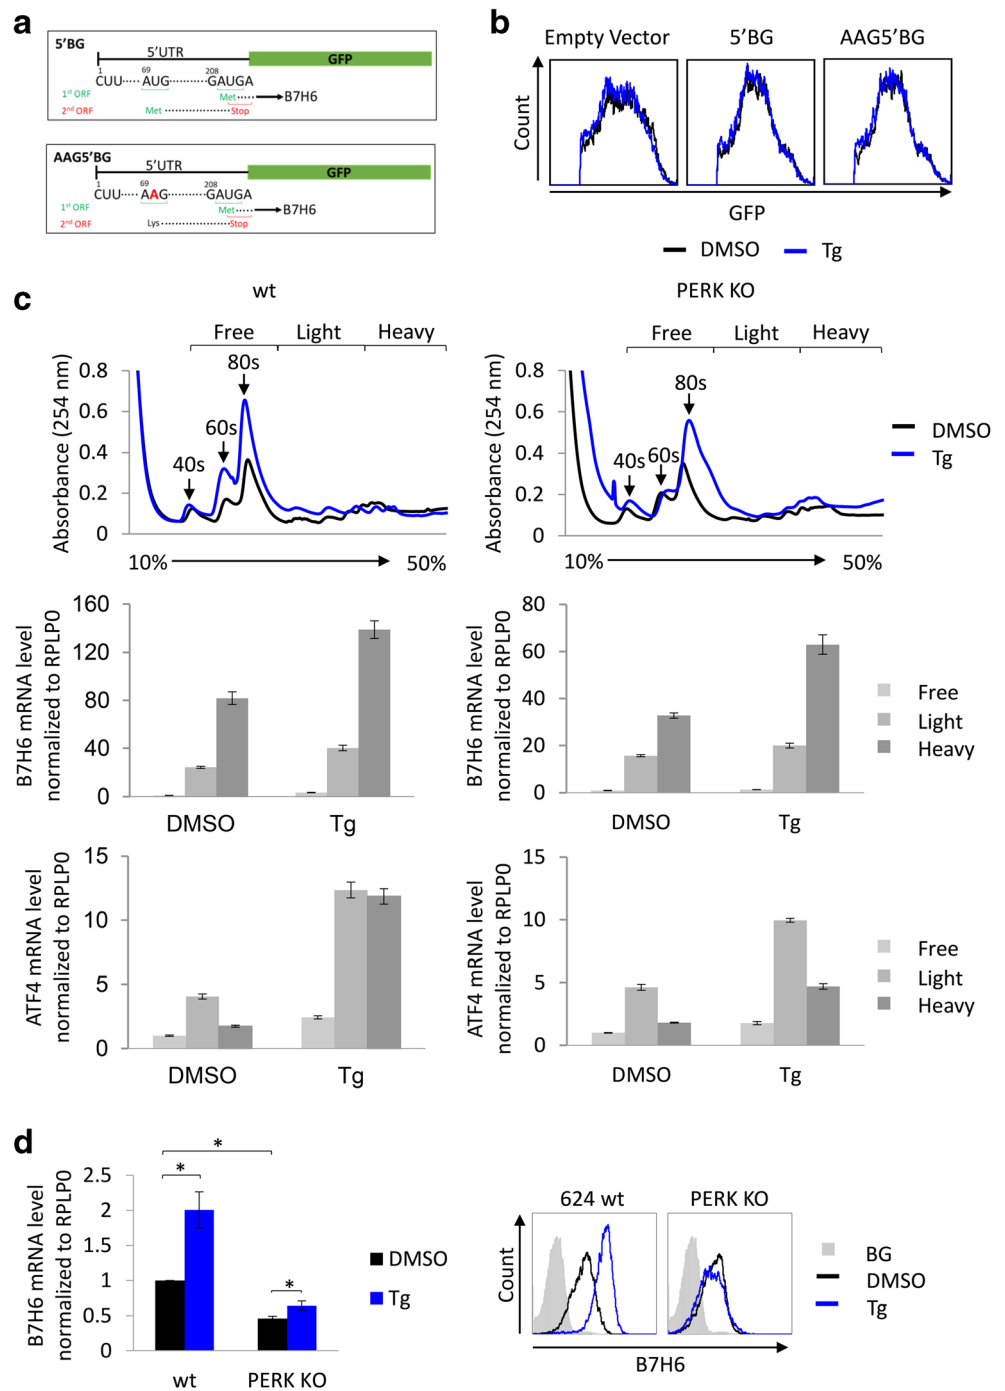 a
5'BG
5'UTR
GFP
1
69
208
CUU ········ AUG ········· GAUGA
1st ORF
Met ····· B7H6
2nd ORF
Met ················ Stop
AAG5'BG
5'UTR
GFP
1
69
208
CUU ········ AAG ········· GAUGA
1st ORF
Met ····· B7H6
2nd ORF
Lys ················ Stop
b
Empty Vector
5'BG
AAG5'BG
Count
GFP
DMSO
Tg
c
wt
PERK KO
Free
Light
Heavy
Free
Light
Heavy
Absorbance (254 nm)
0.8
0.6
0.4
0.2
0
40s
60s
80s
10%
50%
Absorbance (254 nm)
0.8
0.6
0.4
0.2
0
40s
60s
80s
10%
50%
DMSO
Tg
B7H6 mRNA level
normalized to RPLP0
160
120
80
40
0
DMSO
Tg
B7H6 mRNA level
normalized to RPLP0
80
60
40
20
0
DMSO
Tg
Free
Light
Heavy
ATF4 mRNA level
normalized to RPLP0
15
10
5
0
DMSO
Tg
ATF4 mRNA level
normalized to RPLP0
15
10
5
0
DMSO
Tg
Free
Light
Heavy
d
B7H6 mRNA level
normalized to RPLP0
2.5
2
1.5
1
0.5
0
*
*
*
wt
PERK KO
DMSO
Tg
624 wt
PERK KO
Count
B7H6
BG
DMSO
Tg